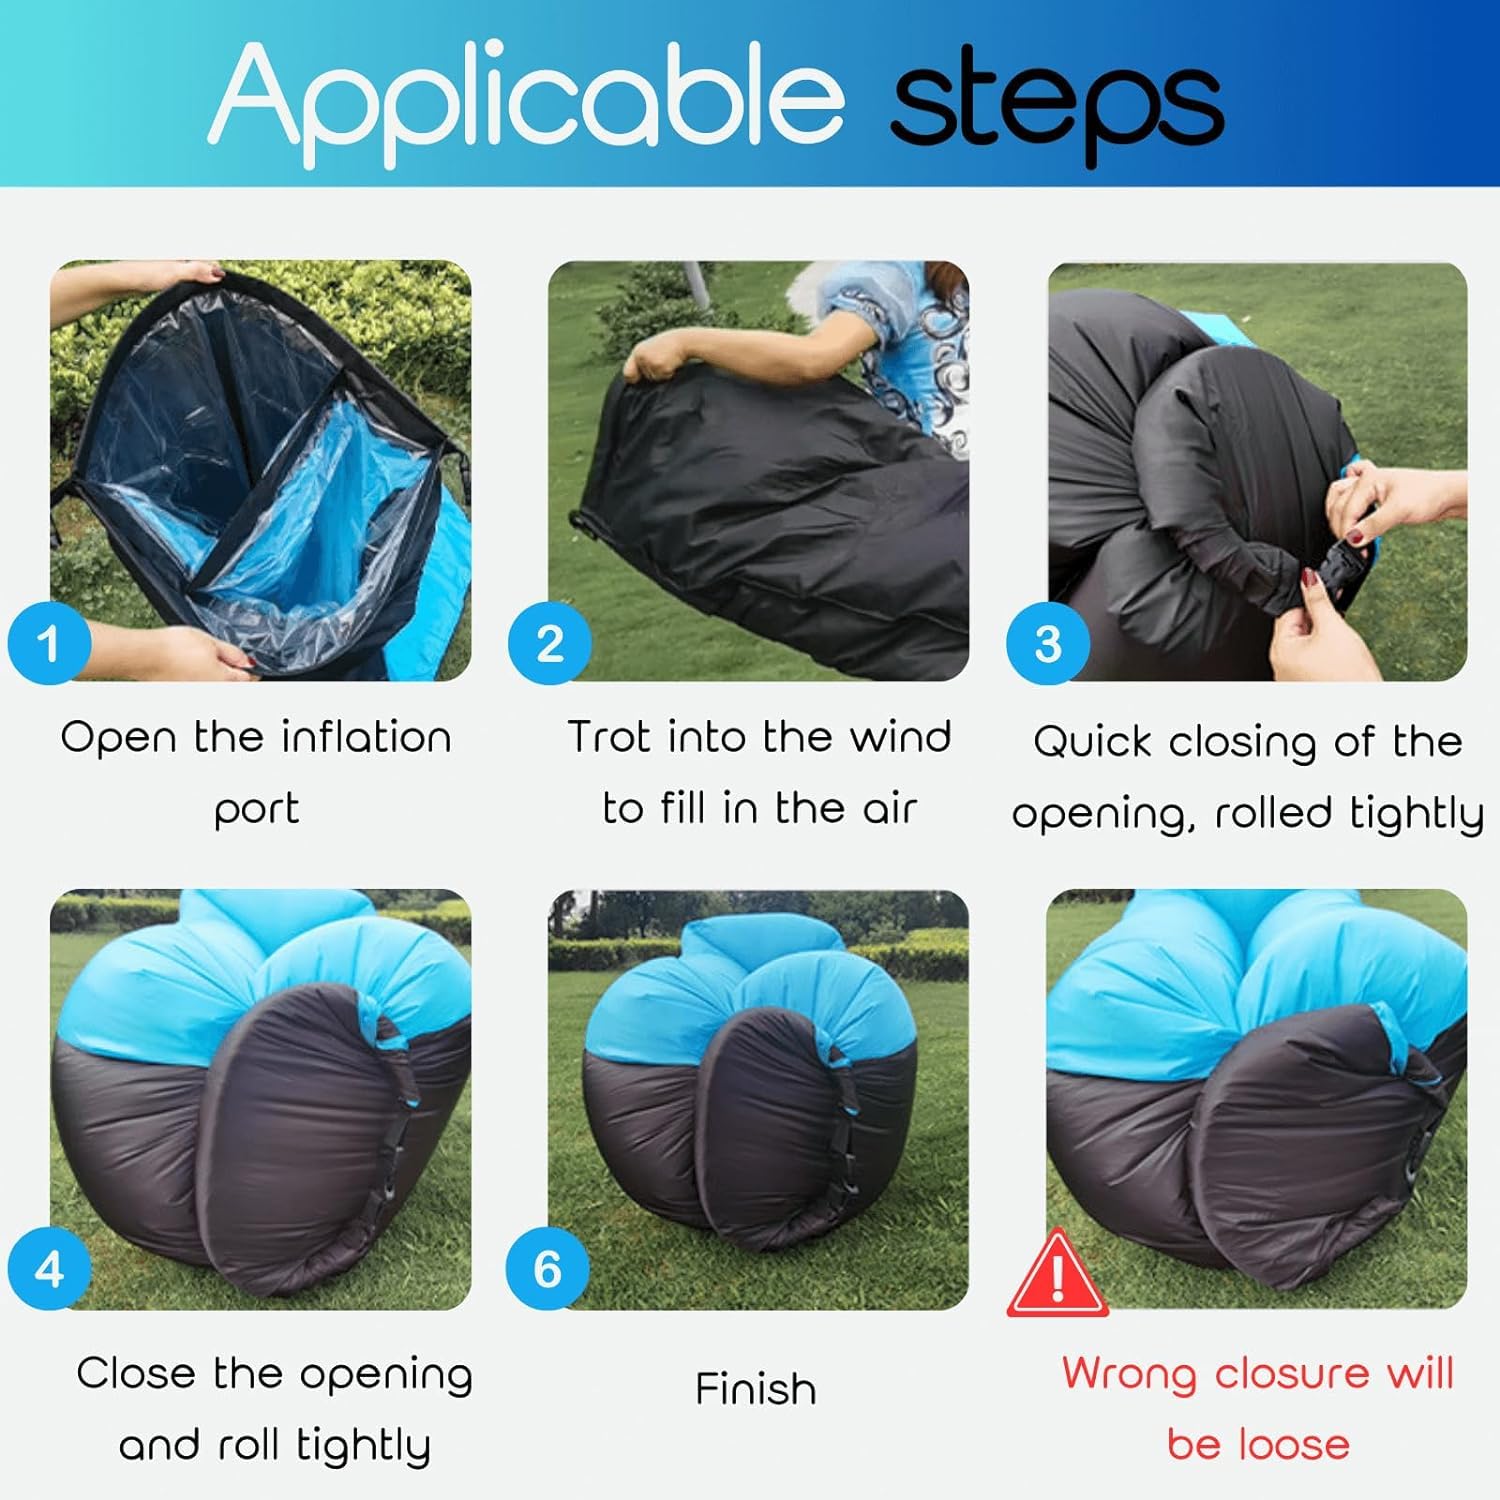 Applicable steps
1
Open the inflation
port
2
Trot into the wind
to fill in the air
3
Quick closing of the
opening, rolled tightly
4
Close the opening
and roll tightly
6
Finish
!
Wrong closure will
be loose